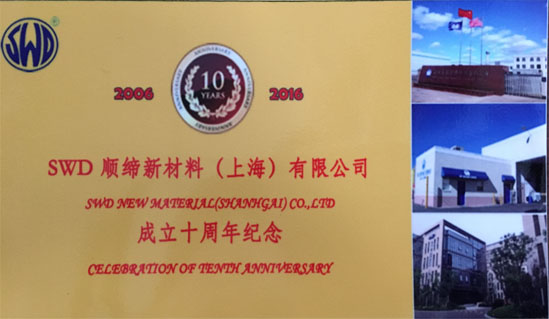 SWD®
2006
ANNIVERSARY
10
YEARS
2016
SWD 顺缔新材料（上海）有限公司
SWD NEW MATERIAL(SHANHGAI) CO.,LTD
成立十周年纪念
CELEBRATION OF TENTH ANNIVERSARY